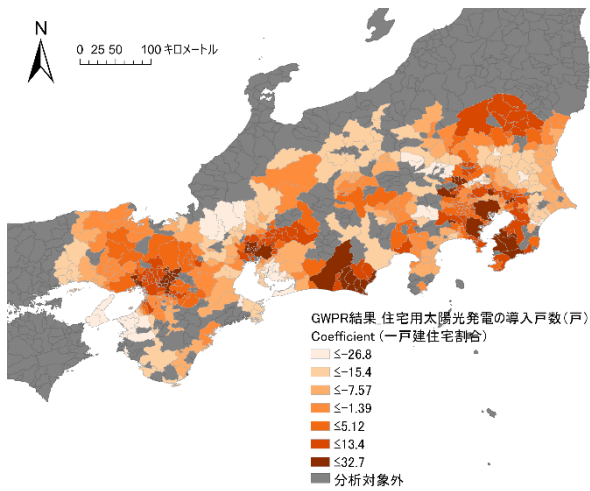 N
0 25 50 100 キロメートル
GWPR結果_住宅用太陽光発電の導入戸数(戸)
Coefficient (一戸建住宅割合)
≤-26.8
≤-15.4
≤-7.57
≤-1.39
≤5.12
≤13.4
≤32.7
分析対象外